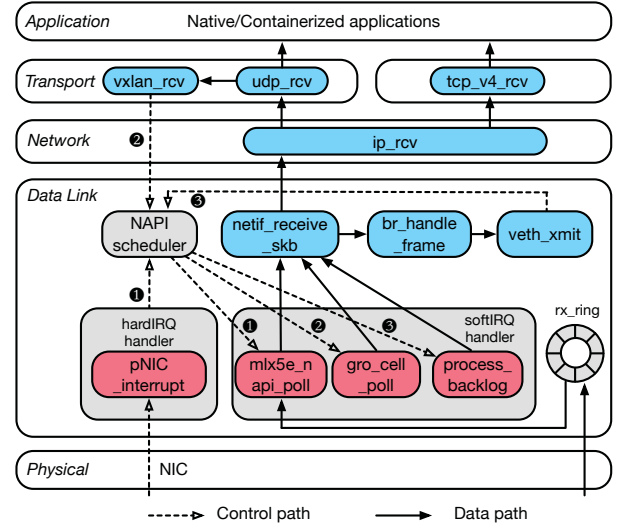 Application
Native/Containerized applications
Transport
vxlan_rcv
udp_rcv
tcp_v4_rcv
❷
Network
ip_rcv
Data Link
❸
NAPI
scheduler
netif_receive
_skb
br_handle
_frame
veth_xmit
❶
hardIRQ
handler
pNIC
_interrupt
❶
❷
❸
softIRQ
handler
mlx5e_n
api_poll
gro_cell
_poll
process_
backlog
rx_ring
Physical
NIC
Control path
Data path